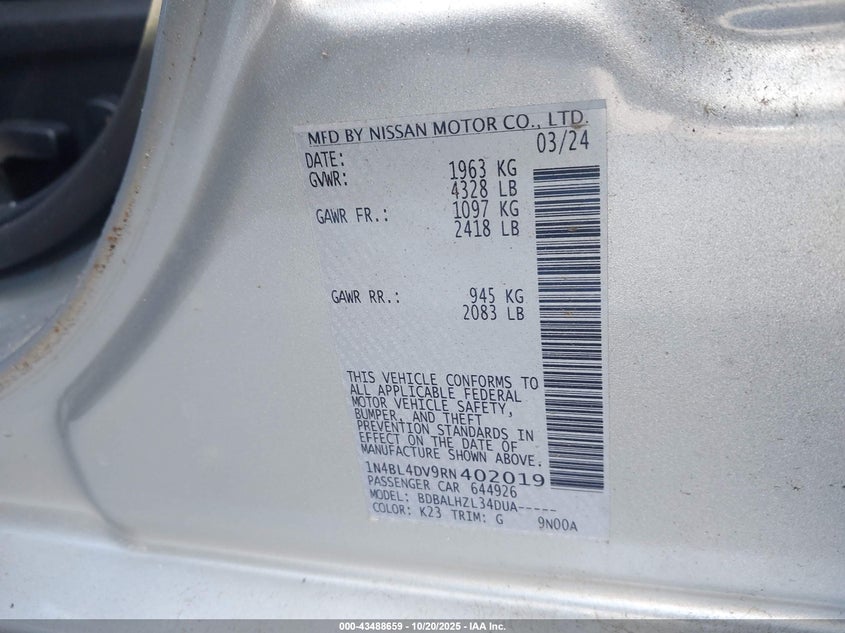 MFD BY NISSAN MOTOR CO., LTD.
DATE: 03/24
GVWR: 1963 KG
4328 LB
GAWR FR.: 1097 KG
2418 LB
GAWR RR.: 945 KG
2083 LB
THIS VEHICLE CONFORMS TO
ALL APPLICABLE FEDERAL
MOTOR VEHICLE SAFETY,
BUMPER, AND THEFT
PREVENTION STANDARDS IN
EFFECT ON THE DATE OF
MANUFACTURE SHOWN ABOVE.
1N4BL4DV9RN402019
PASSENGER CAR 644926
MODEL: BDBALHZL34DUA-----
COLOR: K23 TRIM: G 9N00A
000-43488659 - 10/20/2025 - IAA Inc.